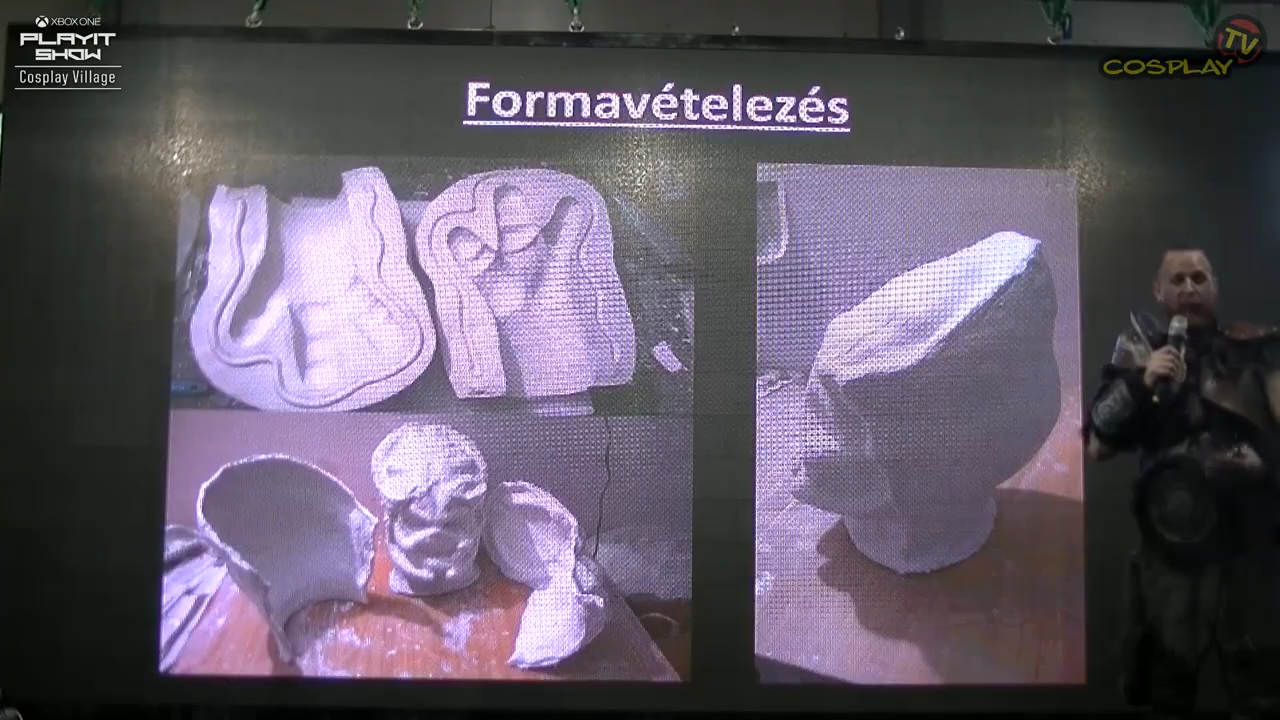 XBOX ONE
PLAYIT
SHOW
Cosplay Village
TV
COSPLAY
Formavételezés